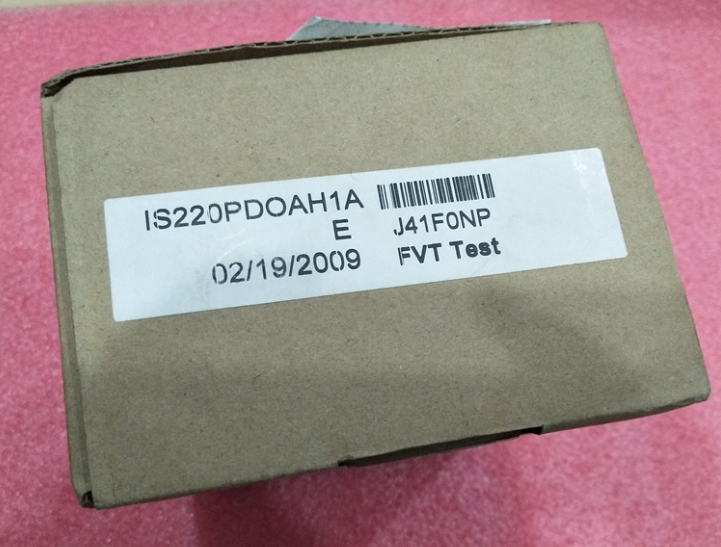 IS220PDOAH1A
E
02/19/2009
J41F0NP
FVT Test